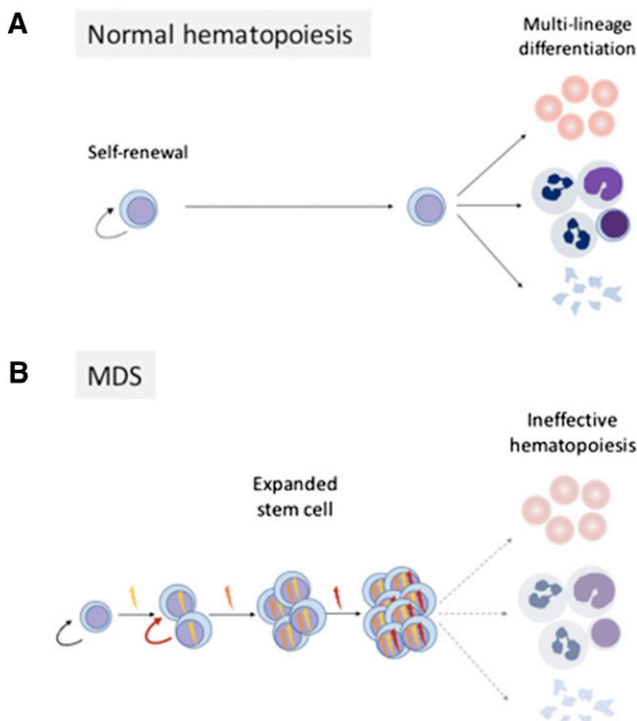 A
Normal hematopoiesis
Multi-lineage
differentiation
Self-renewal
B
MDS
Ineffective
hematopoiesis
Expanded
stem cell